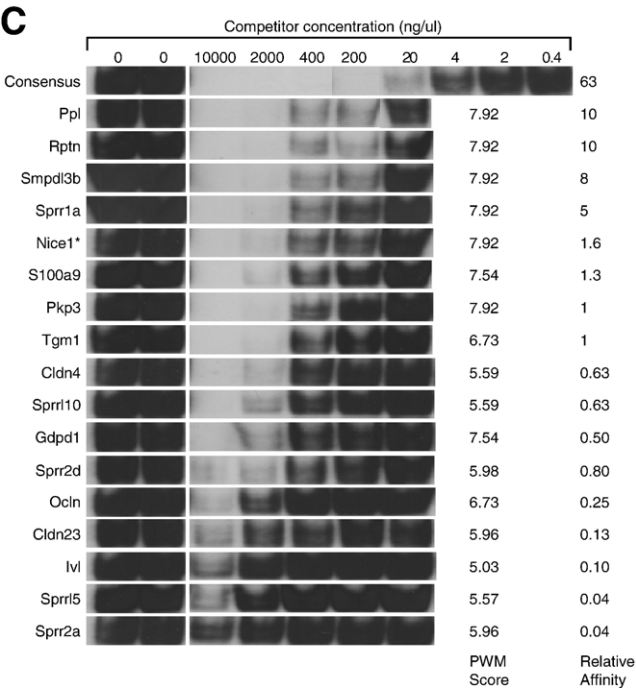 C
Competitor concentration (ng/ul)
0 0 10000 2000 400 200 20 4 2 0.4
Consensus 63
Ppl 7.92 10
Rptn 7.92 10
Smpdl3b 7.92 8
Sprr1a 7.92 5
Nice1* 7.92 1.6
S100a9 7.54 1.3
Pkp3 7.92 1
Tgm1 6.73 1
Cldn4 5.59 0.63
Sprrl10 5.59 0.63
Gdpd1 7.54 0.50
Sprr2d 5.98 0.80
Ocln 6.73 0.25
Cldn23 5.96 0.13
Ivl 5.03 0.10
Sprrl5 5.57 0.04
Sprr2a 5.96 0.04
PWM Relative
Score Affinity